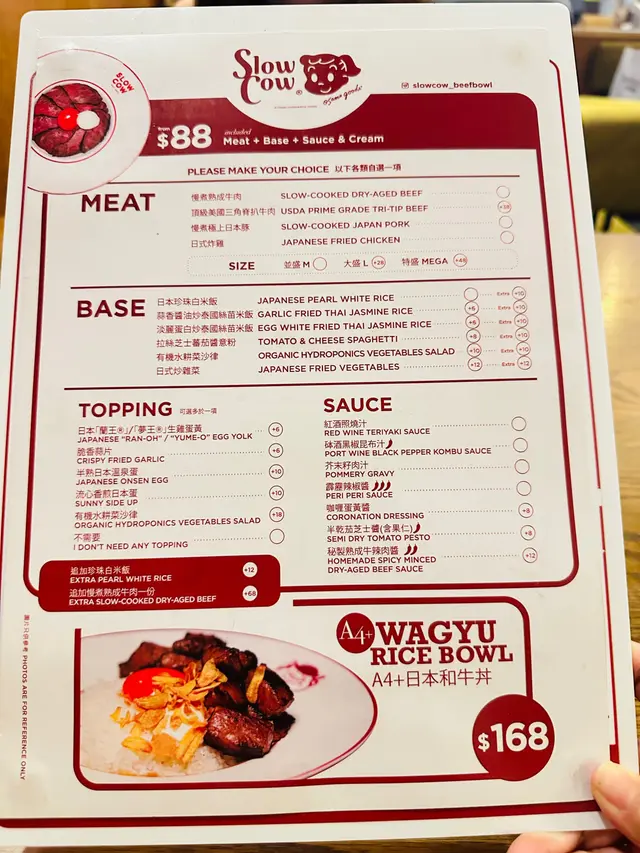 SLOW COW
Slow Cow®
osome goods
slowcow_beefbowl
from $88 included Meat + Base + Sauce & Cream
PLEASE MAKE YOUR CHOICE 以下各類自選一項
MEAT
慢煮熟成牛肉 SLOW-COOKED DRY-AGED BEEF
頂級美國三角脊扒牛肉 USDA PRIME GRADE TRI-TIP BEEF +38
慢煮極上日本豚 SLOW-COOKED JAPAN PORK
日式炸雞 JAPANESE FRIED CHICKEN
SIZE 並盛 M 大盛 L +28 特盛 MEGA +48
BASE
日本珍珠白米飯 JAPANESE PEARL WHITE RICE Extra +10
蒜香醬油炒泰國絲苗米飯 GARLIC FRIED THAI JASMINE RICE +6 Extra +10
淡麗蛋白炒泰國絲苗米飯 EGG WHITE FRIED THAI JASMINE RICE +6 Extra +10
拉絲芝士蕃茄醬意粉 TOMATO & CHEESE SPAGHETTI +8 Extra +10
有機水耕菜沙律 ORGANIC HYDROPONICS VEGETABLES SALAD +10 Extra +10
日式炒雜菜 JAPANESE FRIED VEGETABLES +12 Extra +12
TOPPING 可選多於一項
日本「蘭王®」/「夢王®」生雞蛋黃
JAPANESE "RAN-OH" / "YUME-O" EGG YOLK +6
脆香蒜片
CRISPY FRIED GARLIC +6
半熟日本溫泉蛋
JAPANESE ONSEN EGG +10
流心香煎日本蛋
SUNNY SIDE UP +10
有機水耕菜沙律
ORGANIC HYDROPONICS VEGETABLES SALAD +18
不需要
I DON'T NEED ANY TOPPING
追加珍珠白米飯
EXTRA PEARL WHITE RICE +12
追加慢煮熟成牛肉一份
EXTRA SLOW-COOKED DRY-AGED BEEF +68
SAUCE
紅酒照燒汁
RED WINE TERIYAKI SAUCE
砵酒黑椒昆布汁
PORT WINE BLACK PEPPER KOMBU SAUCE
芥末籽肉汁
POMMERY GRAVY
霹靂辣椒醬
PERI PERI SAUCE
咖喱蛋黃醬
CORONATION DRESSING +8
半乾茄芝士醬(含果仁)
SEMI DRY TOMATO PESTO +8
秘製熟成牛辣肉醬
HOMEMADE SPICY MINCED +12
DRY-AGED BEEF SAUCE
A4+ WAGYU
RICE BOWL
A4+日本和牛丼
$168
圖片只供參考 PHOTOS ARE FOR REFERENCE ONLY